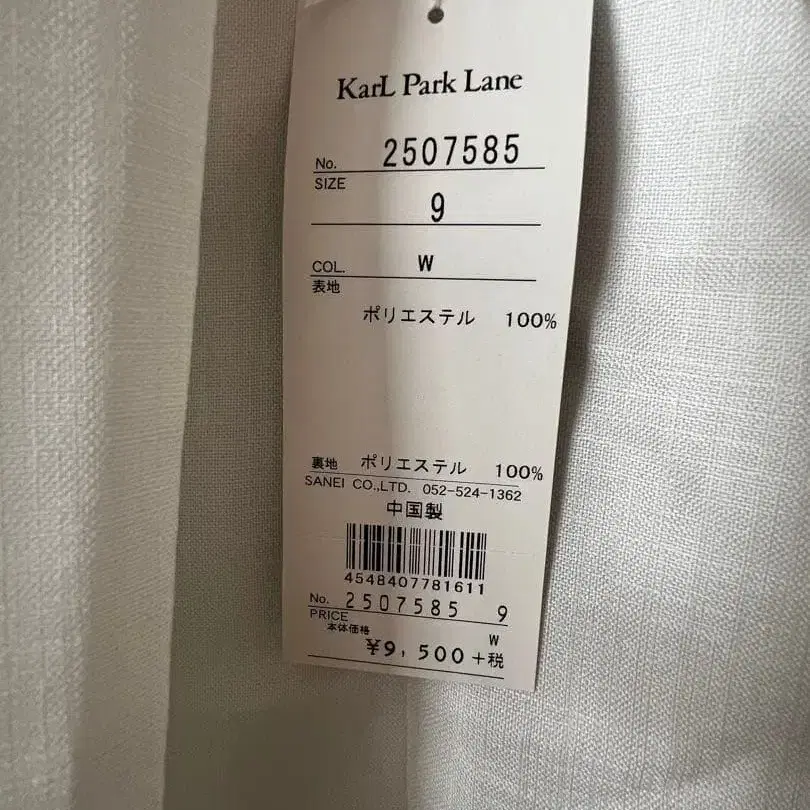 KarL Park Lane
No. 2507585
SIZE
9
COL. W
表地
ポリエステル 100%
裏地 ポリエステル 100%
SANEI CO.,LTD. 052-524-1362
中国製
4548407781611
No. 2507585 9
PRICE W
本体価格
¥9,500+税